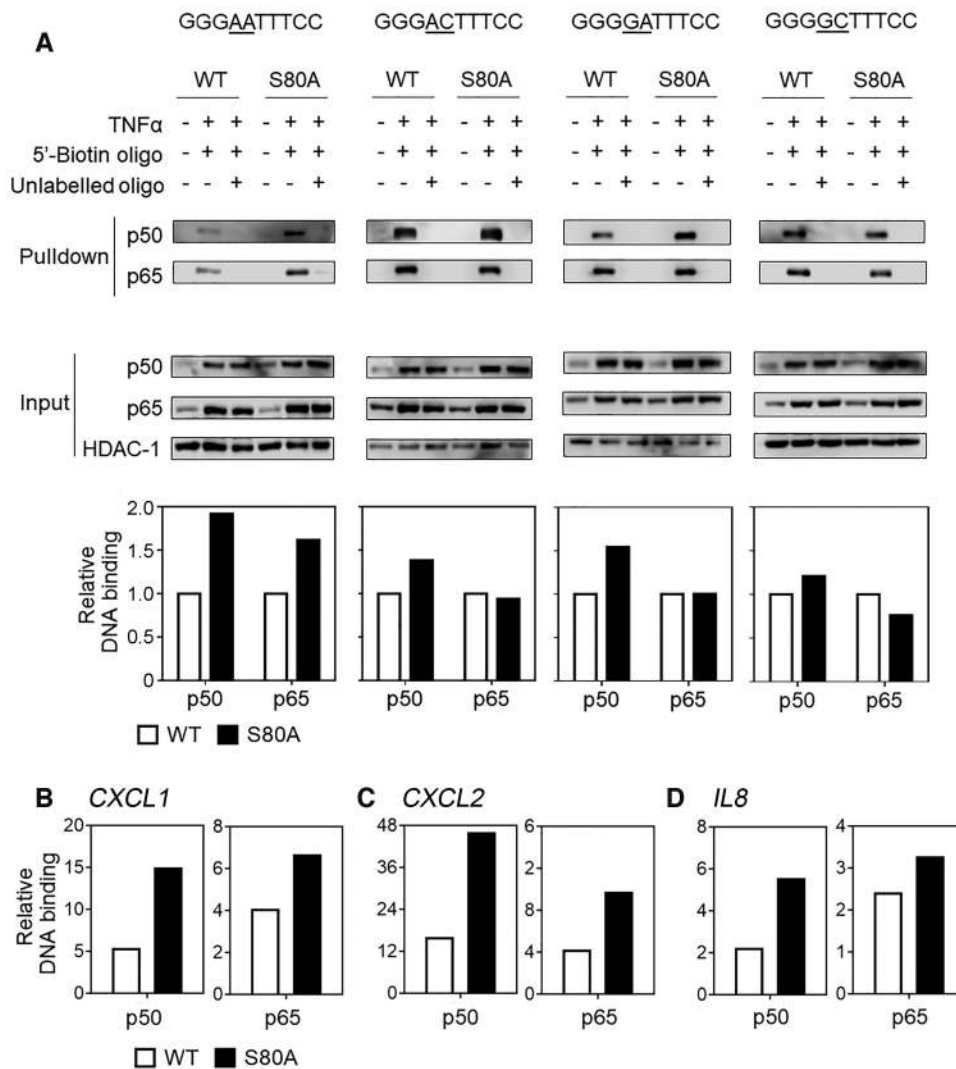 GGGAATTTCC GGGACTTTCC GGGGATTTCC GGGGCTTTCC
A
WT S80A WT S80A WT S80A WT S80A
TNFα - + + - + + - + + - + + - + + - + + - + + - + +
5'-Biotin oligo - + + - + + - + + - + + - + + - + + - + + - + +
Unlabelled oligo - - + - - + - - + - - + - - + - - + - - + - - +
Pulldown
p50
p65
Input
p50
p65
HDAC-1
Relative DNA binding
2.0
1.5
1.0
0.5
0
p50 p65 p50 p65 p50 p65 p50 p65
WT S80A
B CXCL1 C CXCL2 D IL8
Relative DNA binding
20 8 48 6 8 4
15 6 36 2 6 3
10 4 24 8 4 2
5 2 12 4 2 1
0 0 0 0 0 0
p50 p65 p50 p65 p50 p65
WT S80A